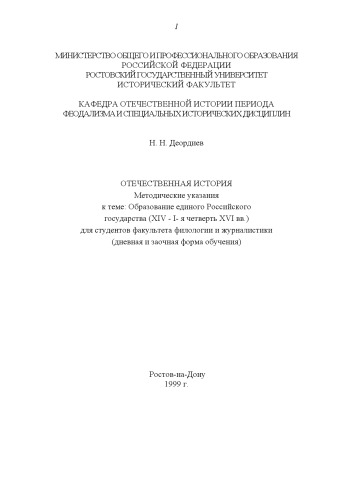 1
МИНИСТЕРСТВО ОБЩЕГО И ПРОФЕССИОНАЛЬНОГО ОБРАЗОВАНИЯ
РОССИЙСКОЙ ФЕДЕРАЦИИ
РОСТОВСКИЙ ГОСУДАРСТВЕННЫЙ УНИВЕРСИТЕТ
ИСТОРИЧЕСКИЙ ФАКУЛЬТЕТ
КАФЕДРА ОТЕЧЕСТВЕННОЙ ИСТОРИИ ПЕРИОДА
ФЕОДАЛИЗМА И СПЕЦИАЛЬНЫХ ИСТОРИЧЕСКИХ ДИСЦИПЛИН
Н. Н. Деордиев
ОТЕЧЕСТВЕННАЯ ИСТОРИЯ
Методические указания
к теме: Образование единого Российского
государства (XIV - I- я четверть XVI вв.)
для студентов факультета филологии и журналистики
(дневная и заочная форма обучения)
Ростов-на-Дону
1999 г.